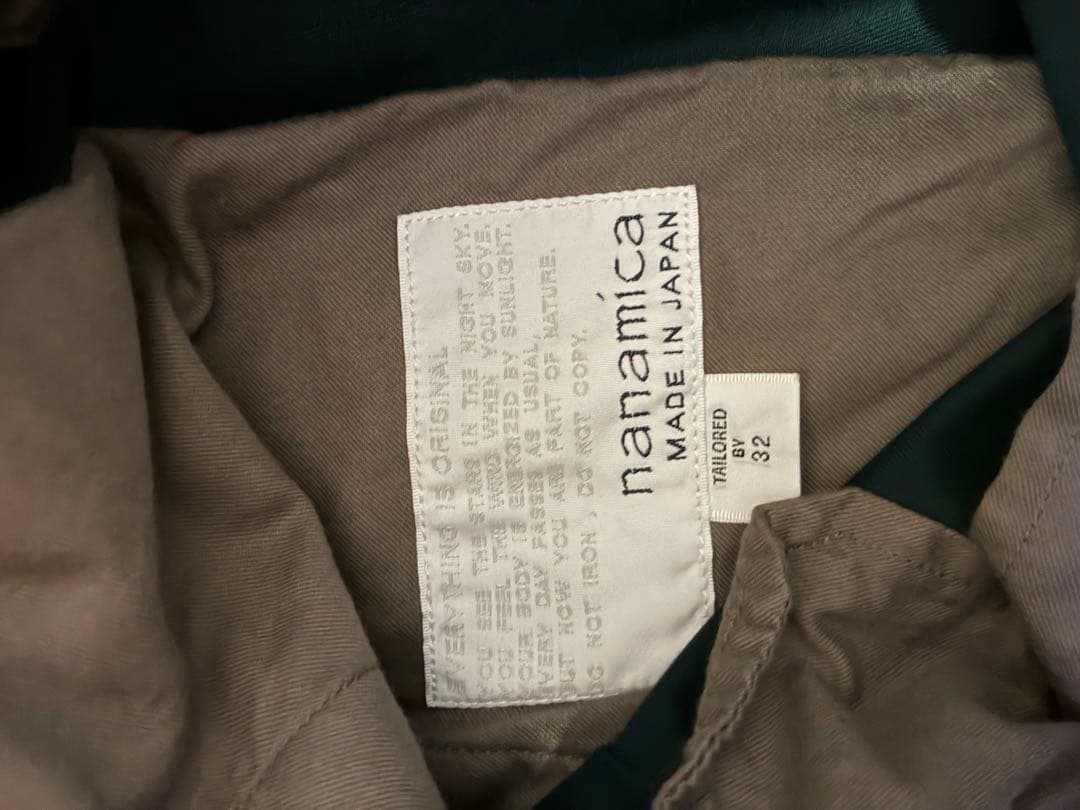 EVERYTHING IS ORIGINAL
YOU SEE THE STARS IN THE NIGHT SKY.
YOU FEEL THE WIND WHEN YOU MOVE.
YOUR BODY IS ENERGIZED BY SUNLIGHT.
EVERY DAY PASSES AS USUAL,
BUT NOW YOU ARE PART OF NATURE.
DO NOT IRON, DO NOT COPY.
nanamica
MADE IN JAPAN
TAILORED
BY
32